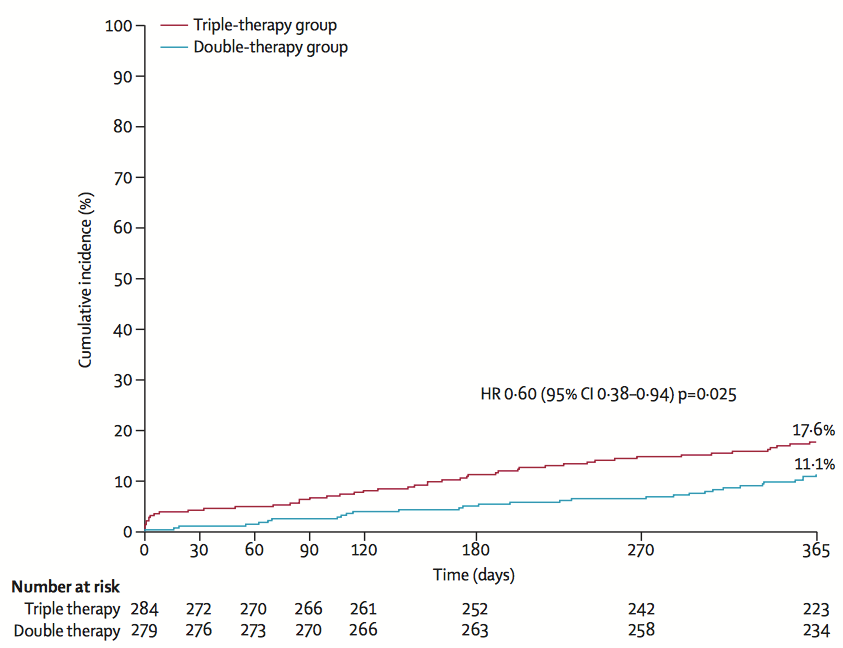 Triple-therapy group
Double-therapy group
100
90
80
70
60
50
40
30
20
10
0
Cumulative incidence (%)
HR 0·60 (95% CI 0·38–0·94) p=0·025
17·6%
11·1%
0 30 60 90 120 180 270 365
Time (days)
Number at risk
Triple therapy 284 272 270 266 261 252 242 223
Double therapy 279 276 273 270 266 263 258 234